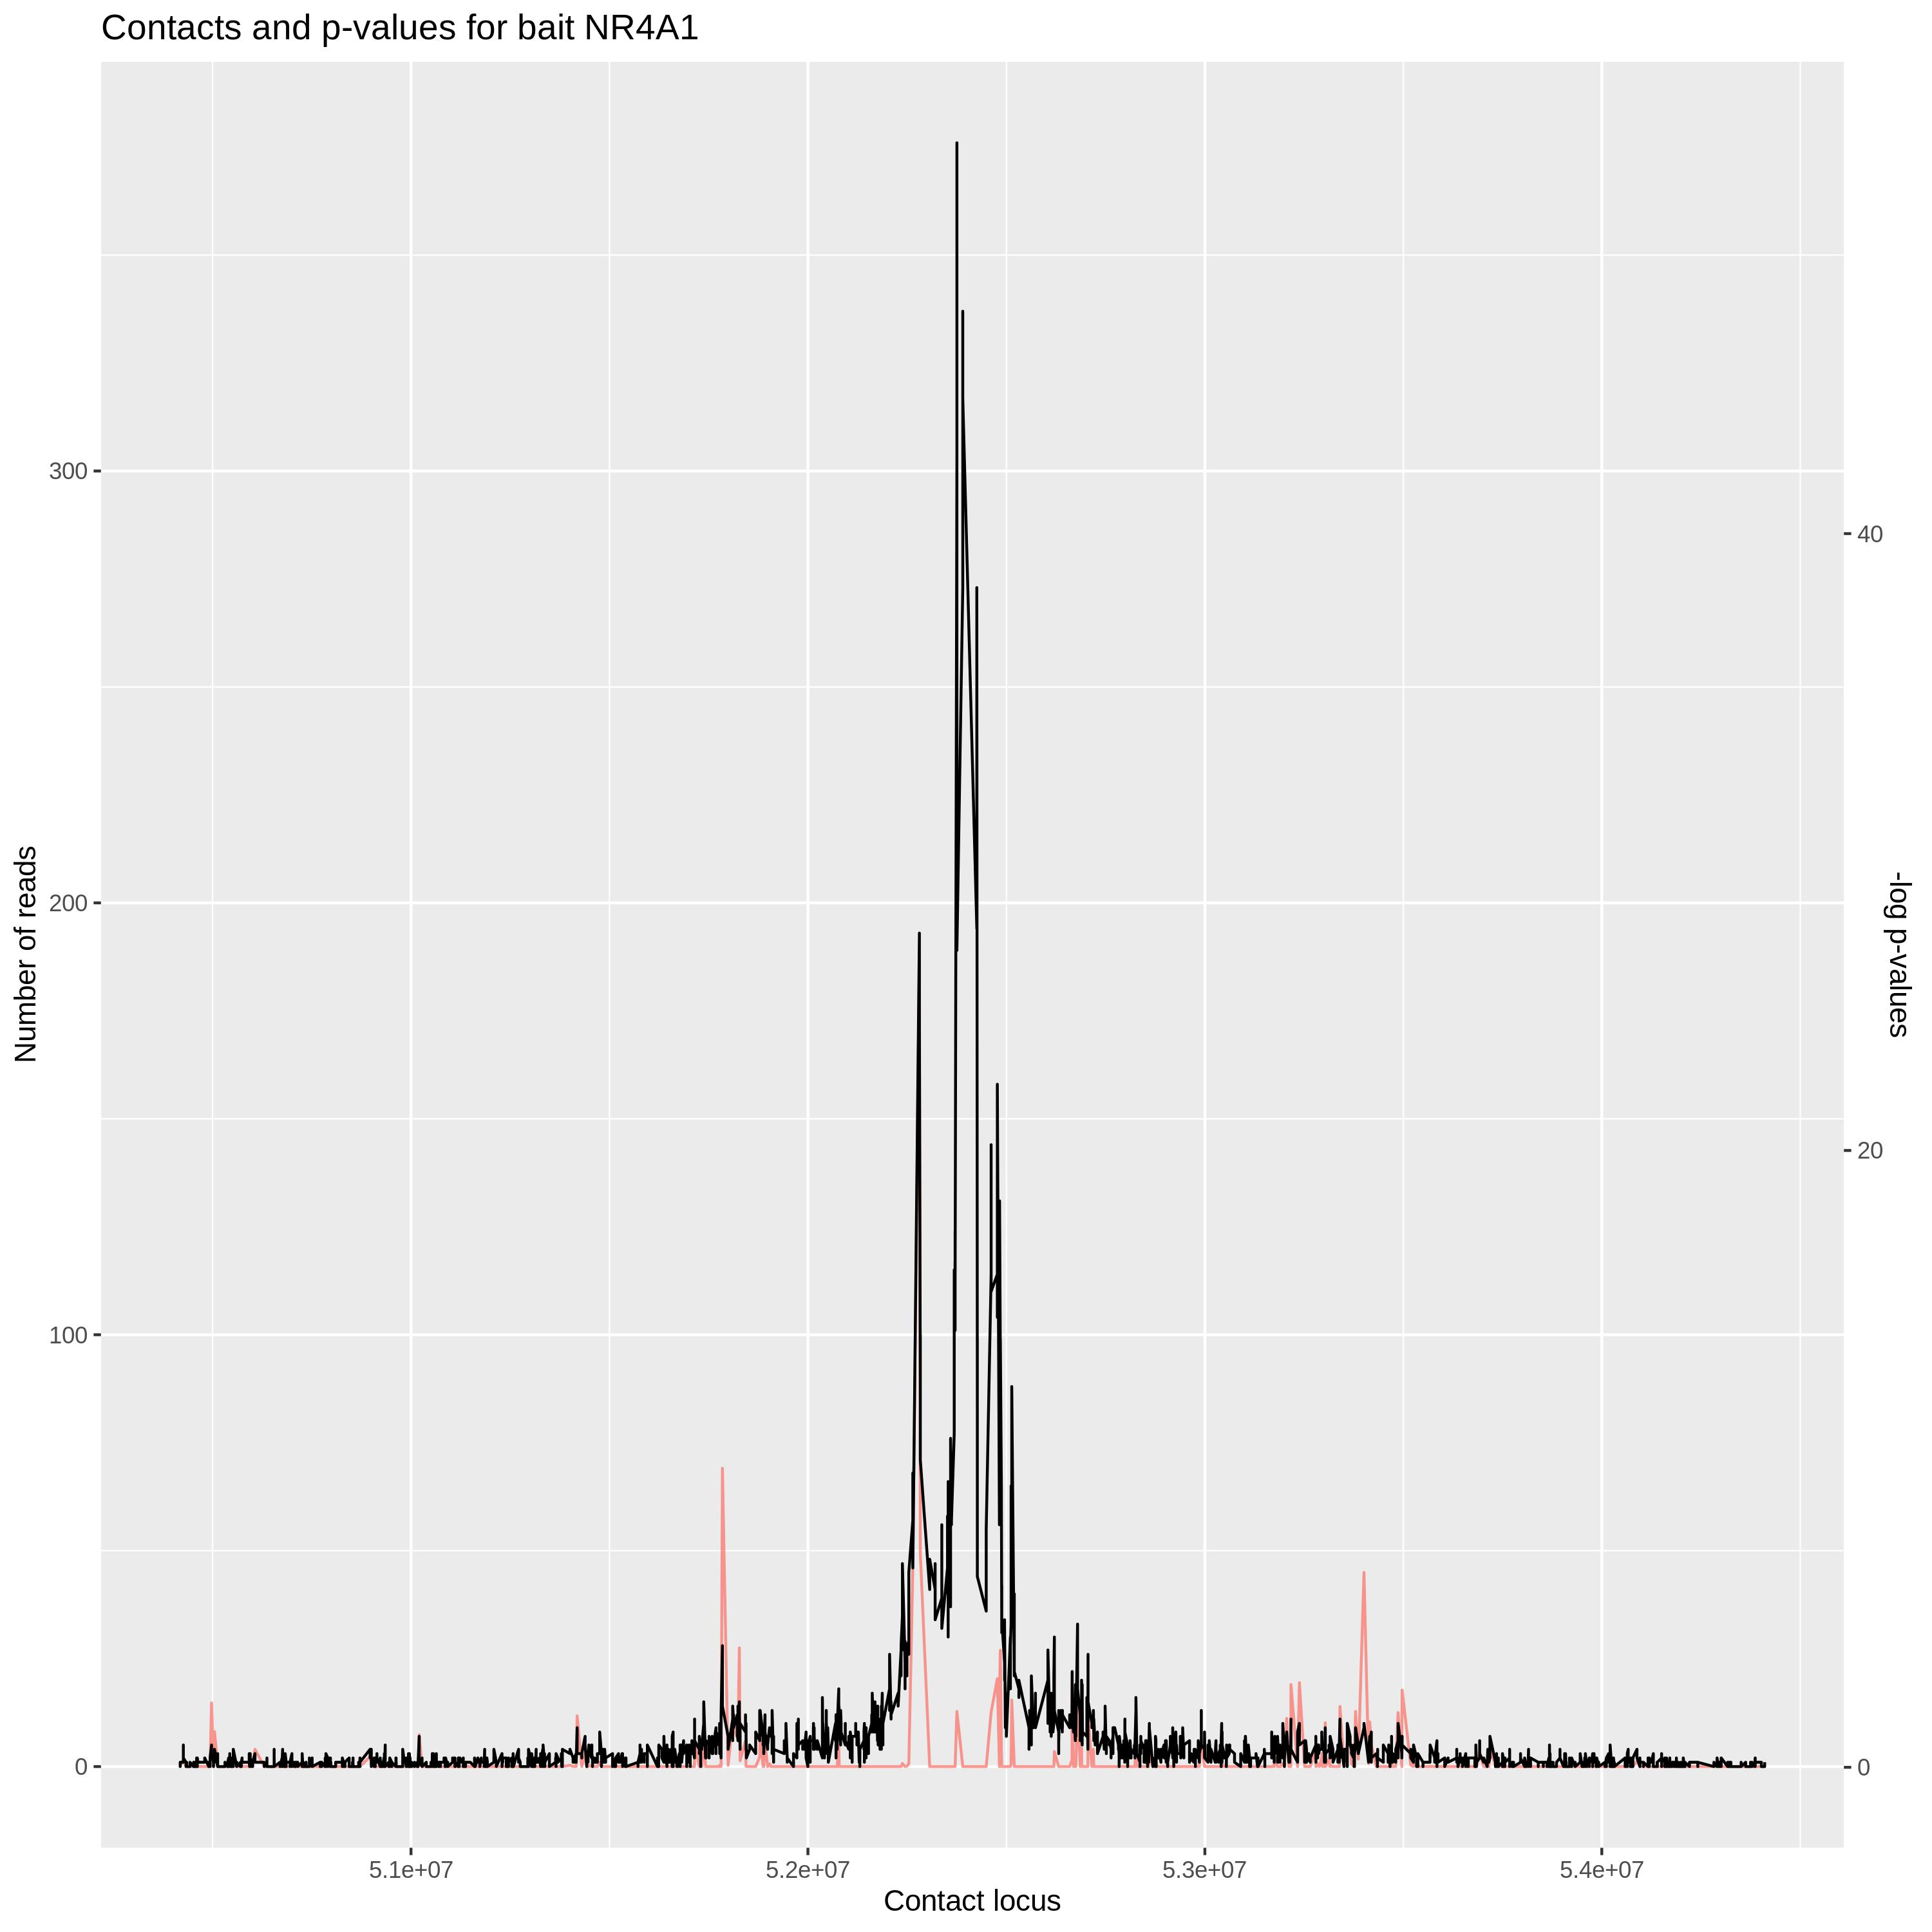 Contacts and p-values for bait NR4A1
Number of reads
300
200
100
0
40
20
0
-log p-values
5.1e+07
5.2e+07
5.3e+07
5.4e+07
Contact locus